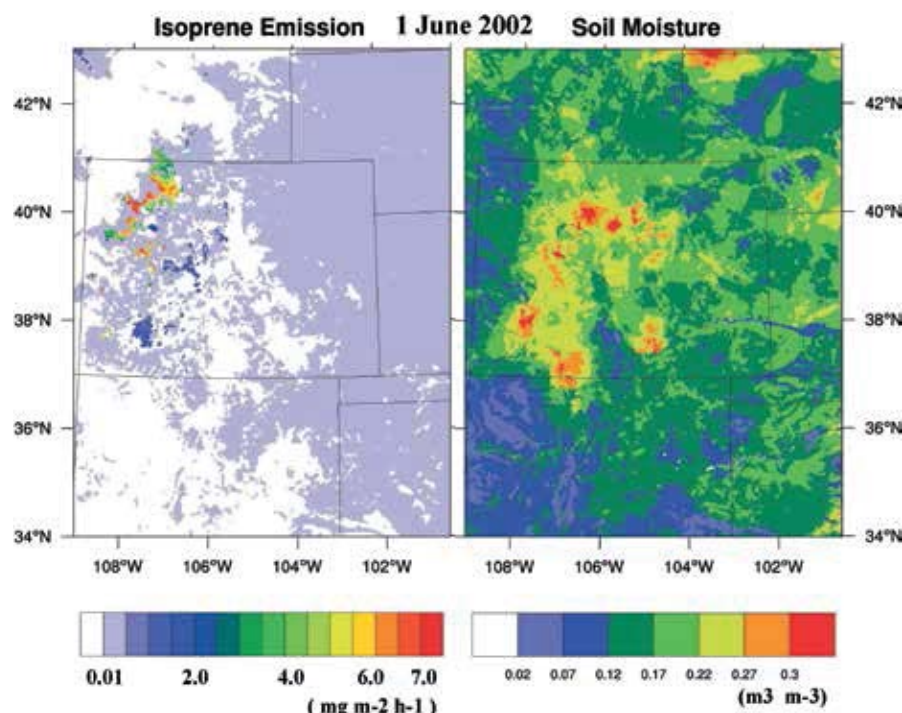 Isoprene Emission 1 June 2002 Soil Moisture
42°N 42°N
40°N 40°N
38°N 38°N
36°N 36°N
34°N 34°N
108°W 106°W 104°W 102°W 108°W 106°W 104°W 102°W
0.01 2.0 4.0 6.0 7.0 0.02 0.07 0.12 0.17 0.22 0.27 0.3
( mg m-2 h-1 ) (m3 m-3)